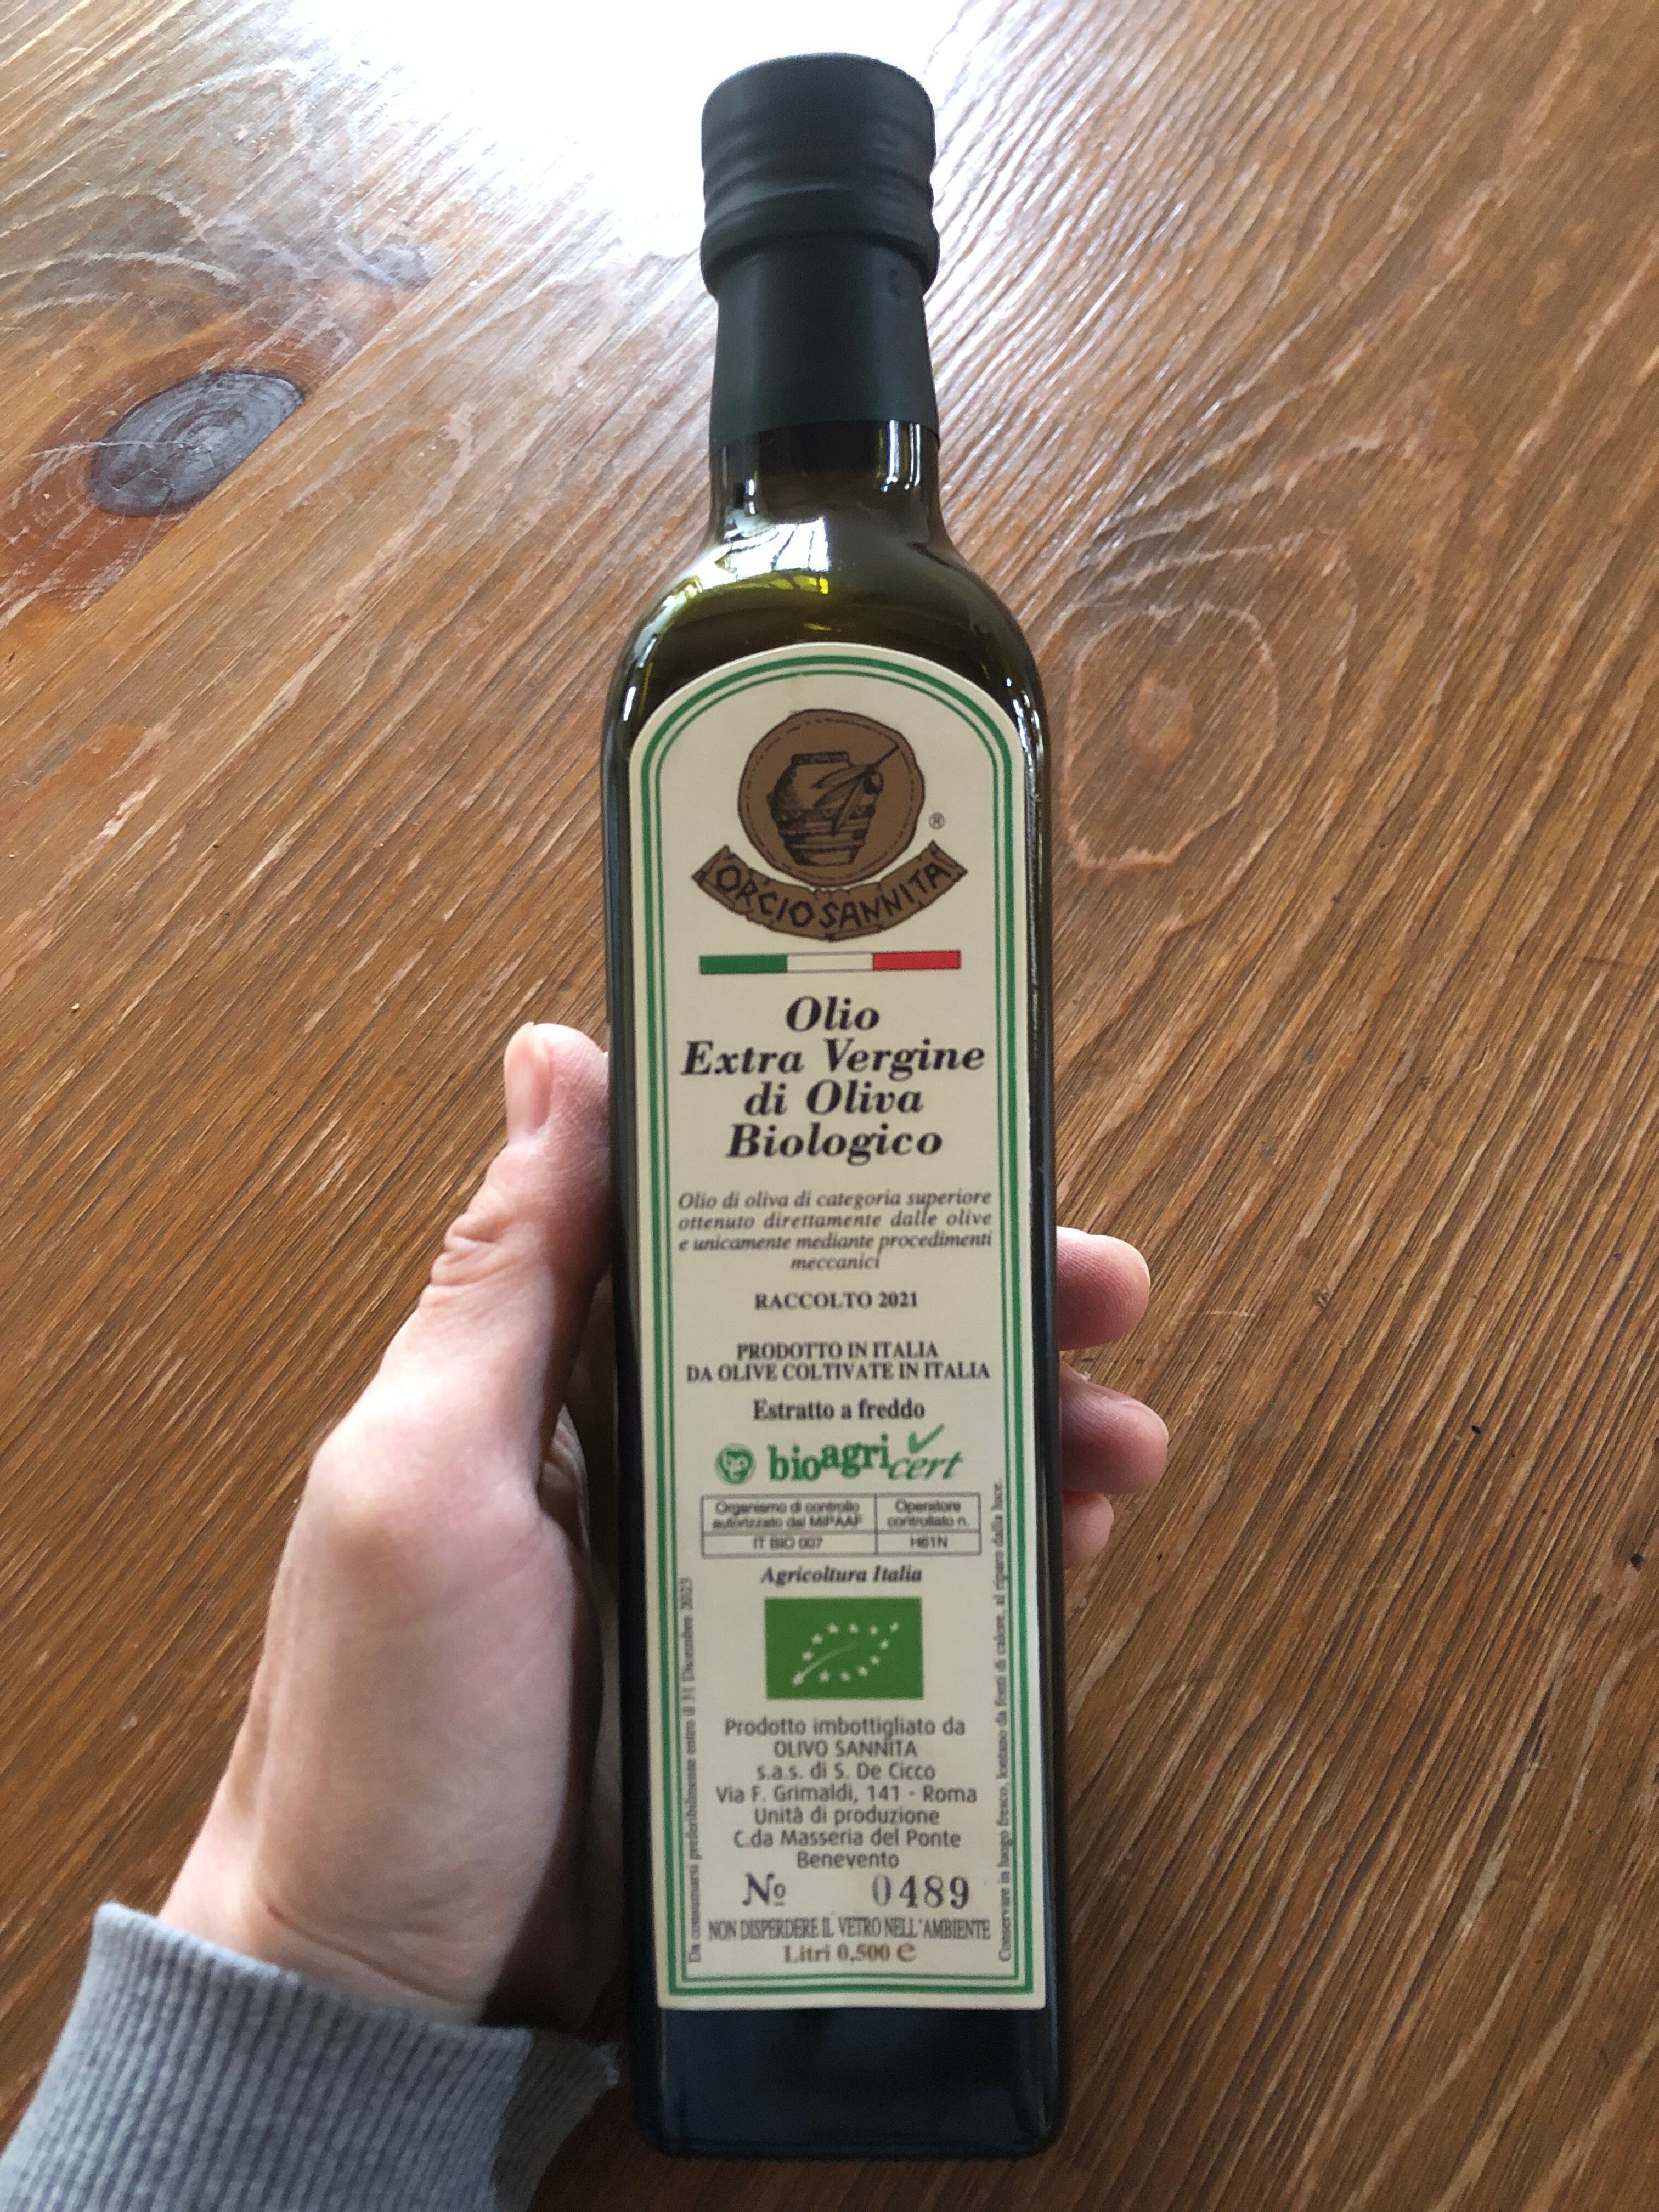 ORCIO SANNITA
®
Olio
Extra Vergine
di Oliva
Biologico
Olio di oliva di categoria superiore
ottenuto direttamente dalle olive
e unicamente mediante procedimenti
meccanici
RACCOLTO 2021
PRODOTTO IN ITALIA
DA OLIVE COLTIVATE IN ITALIA
Estratto a freddo
bioagricert
Organismo di controllo
autorizzato dal MiPAAF
Operatore
controllato n.
IT BIO 007
H61N
Agricoltura Italia
Prodotto imbottigliato da
OLIVO SANNITA
s.a.s. di S. De Cicco
Via F. Grimaldi, 141 - Roma
Unità di produzione
C.da Masseria del Ponte
Benevento
No 0489
NON DISPERDERE IL VETRO NELL'AMBIENTE
Litri 0,500 e
Da consumarsi preferibilmente entro il 31 Dicembre 2023
Conservare in luogo fresco, lontano da fonti di calore, al riparo dalla luce.